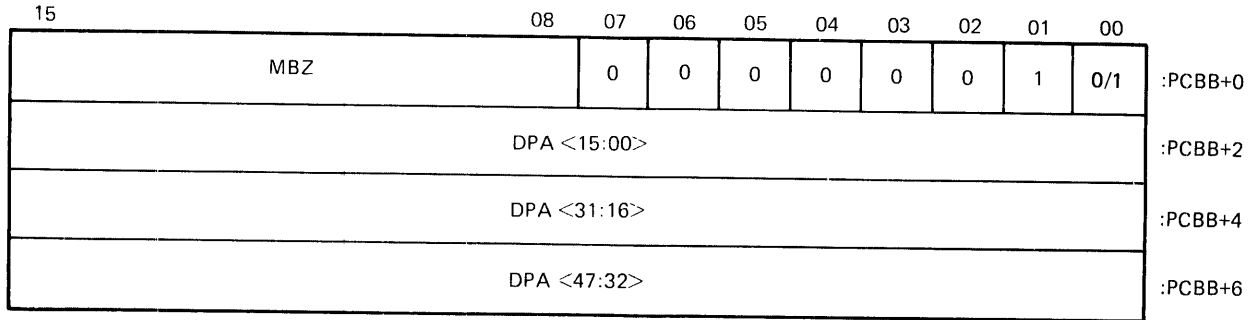 15 08 07 06 05 04 03 02 01 00
MBZ 0 0 0 0 0 0 1 0/1 :PCBB+0
DPA <15:00> :PCBB+2
DPA <31:16> :PCBB+4
DPA <47:32> :PCBB+6